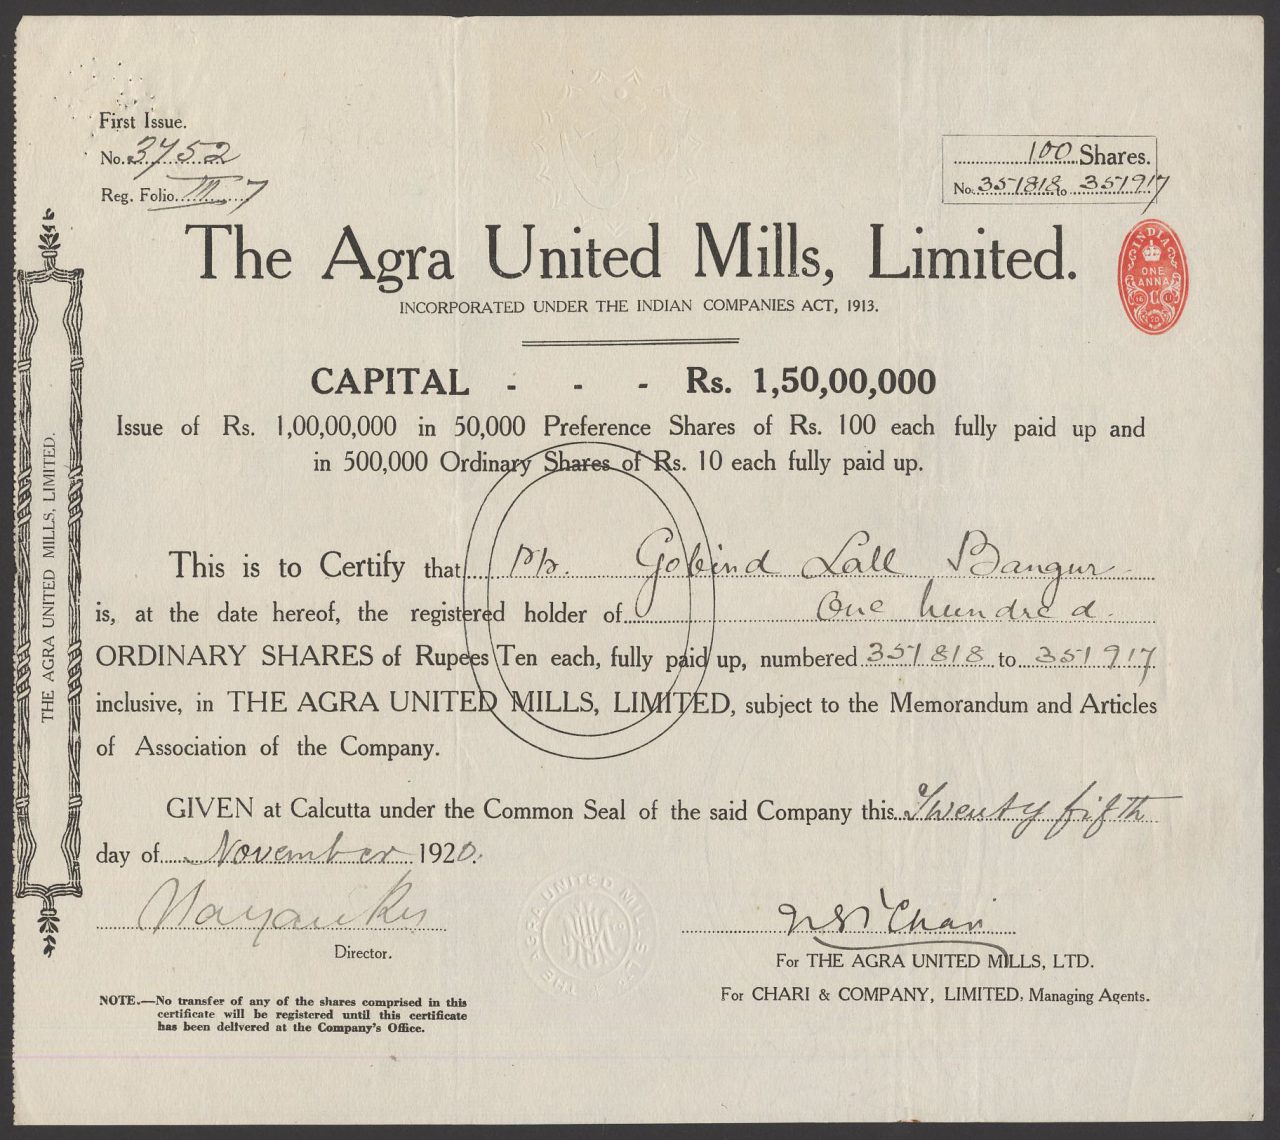 First Issue.
No. 3752
Reg. Folio III 7
100 Shares.
No. 351818 to 351917
The Agra United Mills, Limited.
INCORPORATED UNDER THE INDIAN COMPANIES ACT, 1913.
INDIA
ONE
ANNA
C
16 11
20
CAPITAL - - - Rs. 1,50,00,000
Issue of Rs. 1,00,00,000 in 50,000 Preference Shares of Rs. 100 each fully paid up and
in 500,000 Ordinary Shares of Rs. 10 each fully paid up.
This is to Certify that Gobind Lall Bangur
is, at the date hereof, the registered holder of One hundred
ORDINARY SHARES of Rupees Ten each, fully paid up, numbered 351818 to 351917
inclusive, in THE AGRA UNITED MILLS, LIMITED, subject to the Memorandum and Articles
of Association of the Company.
GIVEN at Calcutta under the Common Seal of the said Company this Twenty fifth
day of November 1920.
Director.
Chari
For THE AGRA UNITED MILLS, LTD.
For CHARI & COMPANY, LIMITED, Managing Agents.
THE AGRA UNITED MILLS LTD
NOTE.—No transfer of any of the shares comprised in this
certificate will be registered until this certificate
has been delivered at the Company's Office.
THE AGRA UNITED MILLS, LIMITED.